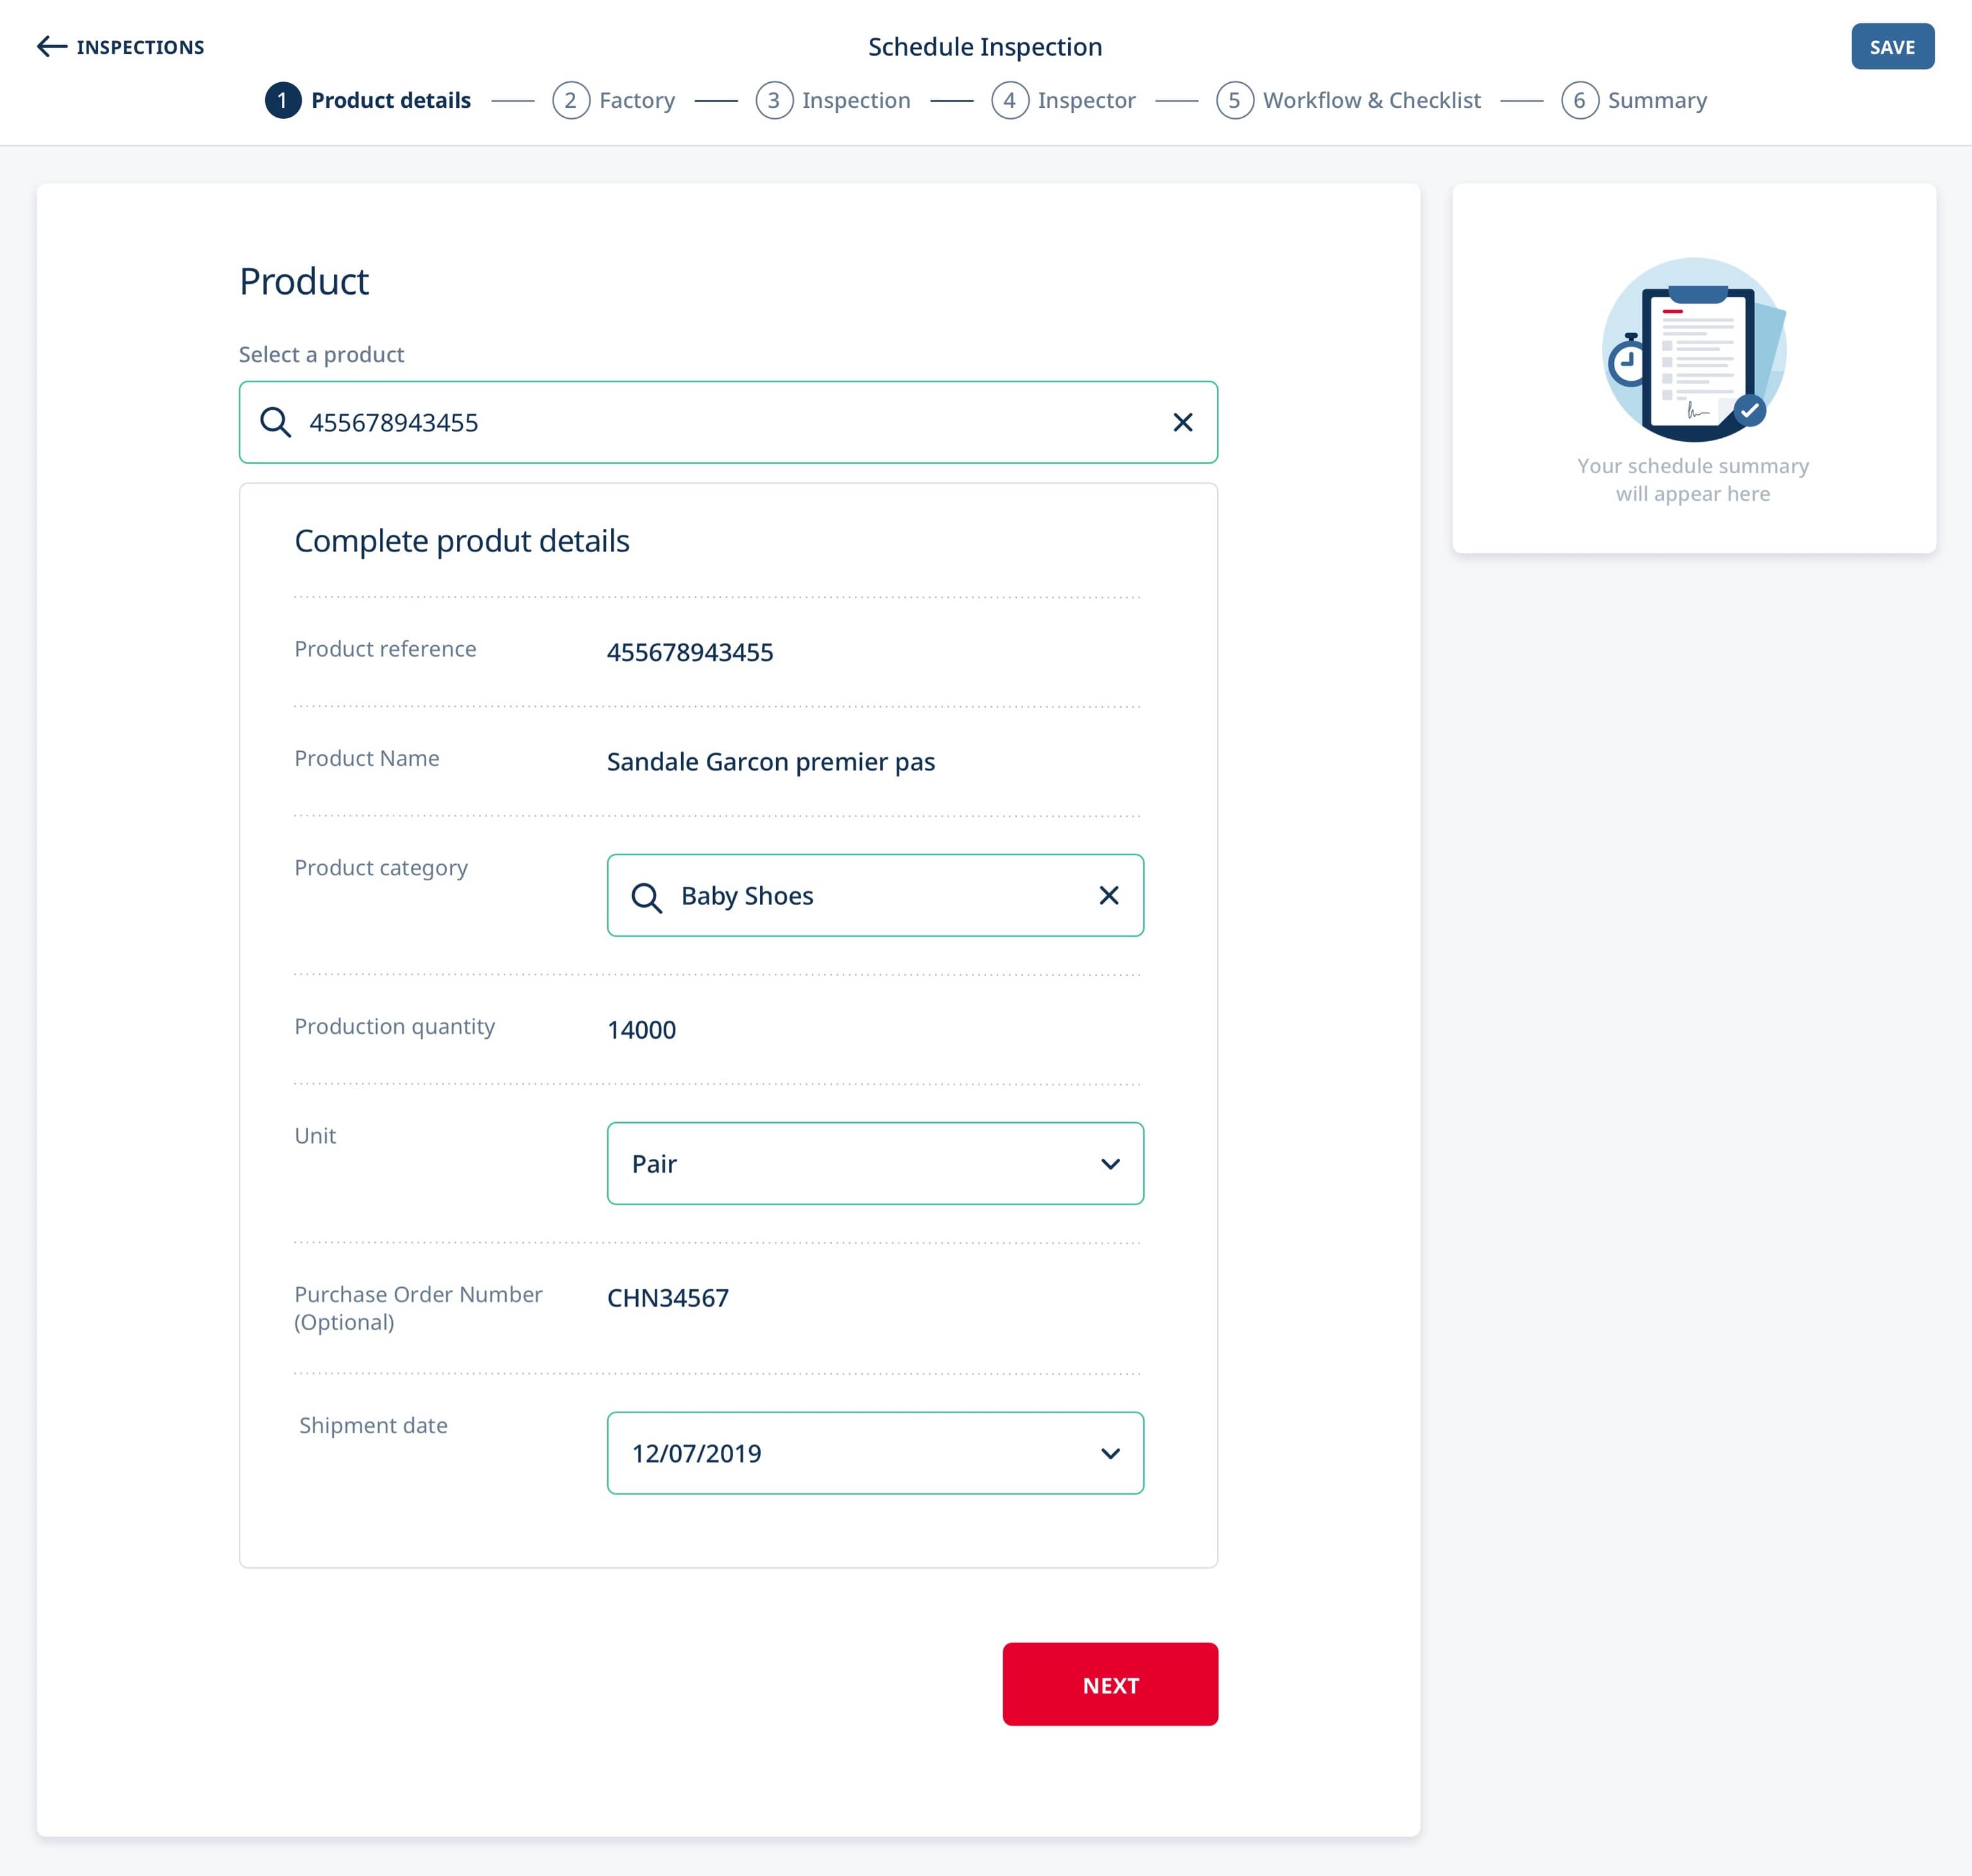 INSPECTIONS
Schedule Inspection
SAVE
1 Product details
2 Factory
3 Inspection
4 Inspector
5 Workflow & Checklist
6 Summary
Product
Select a product
455678943455
Complete produt details
Product reference
455678943455
Product Name
Sandale Garcon premier pas
Product category
Baby Shoes
Production quantity
14000
Unit
Pair
Purchase Order Number
(Optional)
CHN34567
Shipment date
12/07/2019
NEXT
Your schedule summary
will appear here